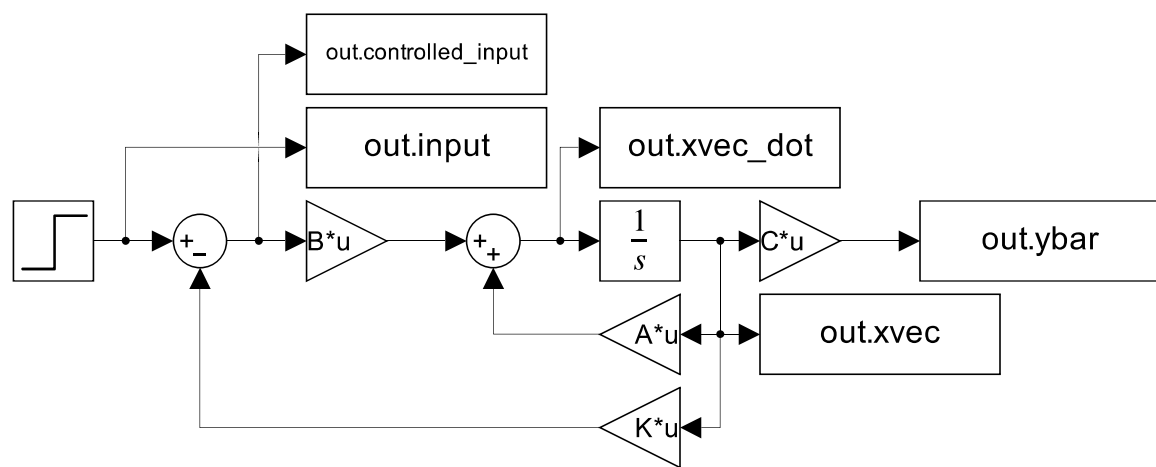 out.controlled_input
out.input
out.xvec_dot
+
−
B*u
+
+
1
s
C*u
out.ybar
A*u
out.xvec
K*u